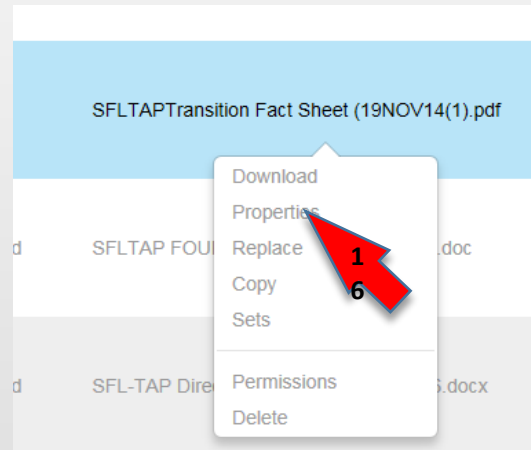 SFLTAPTransition Fact Sheet (19NOV14(1).pdf
Download
Properties
d SFLTAP FOU Replace .doc
Copy
Sets
d SFL-TAP Dire Permissions .docx
Delete
1
6